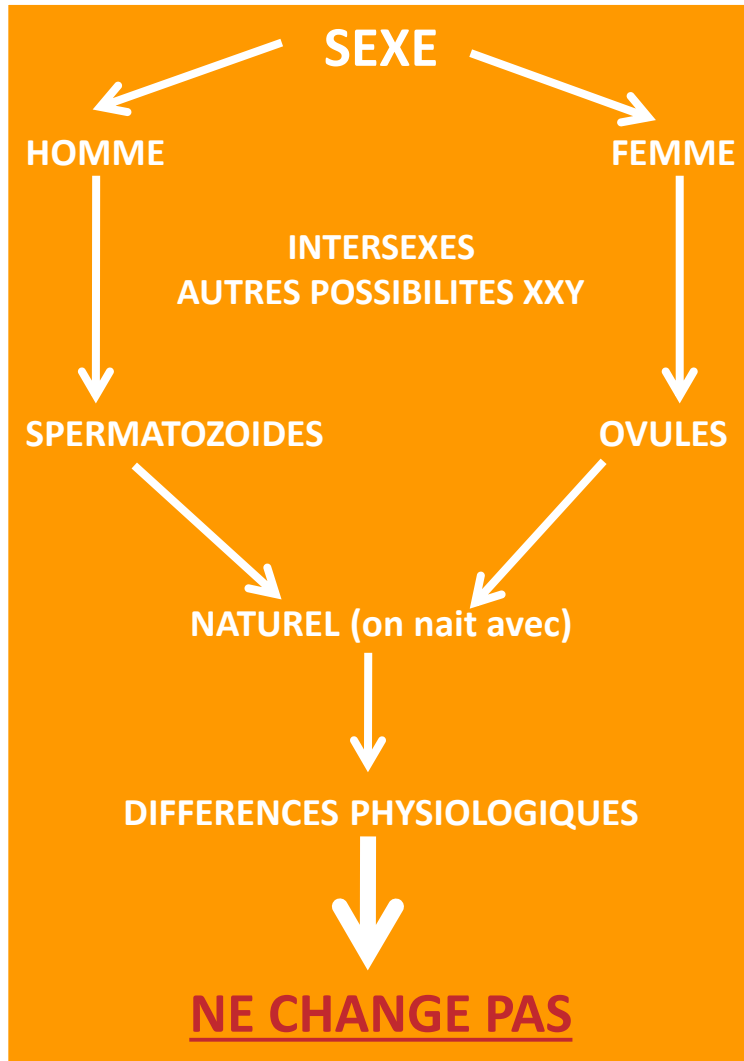 SEXE
HOMME
FEMME
INTERSEXES
AUTRES POSSIBILITES XXY
SPERMATOZOIDES
OVULES
NATUREL (on nait avec)
DIFFERENCES PHYSIOLOGIQUES
NE CHANGE PAS